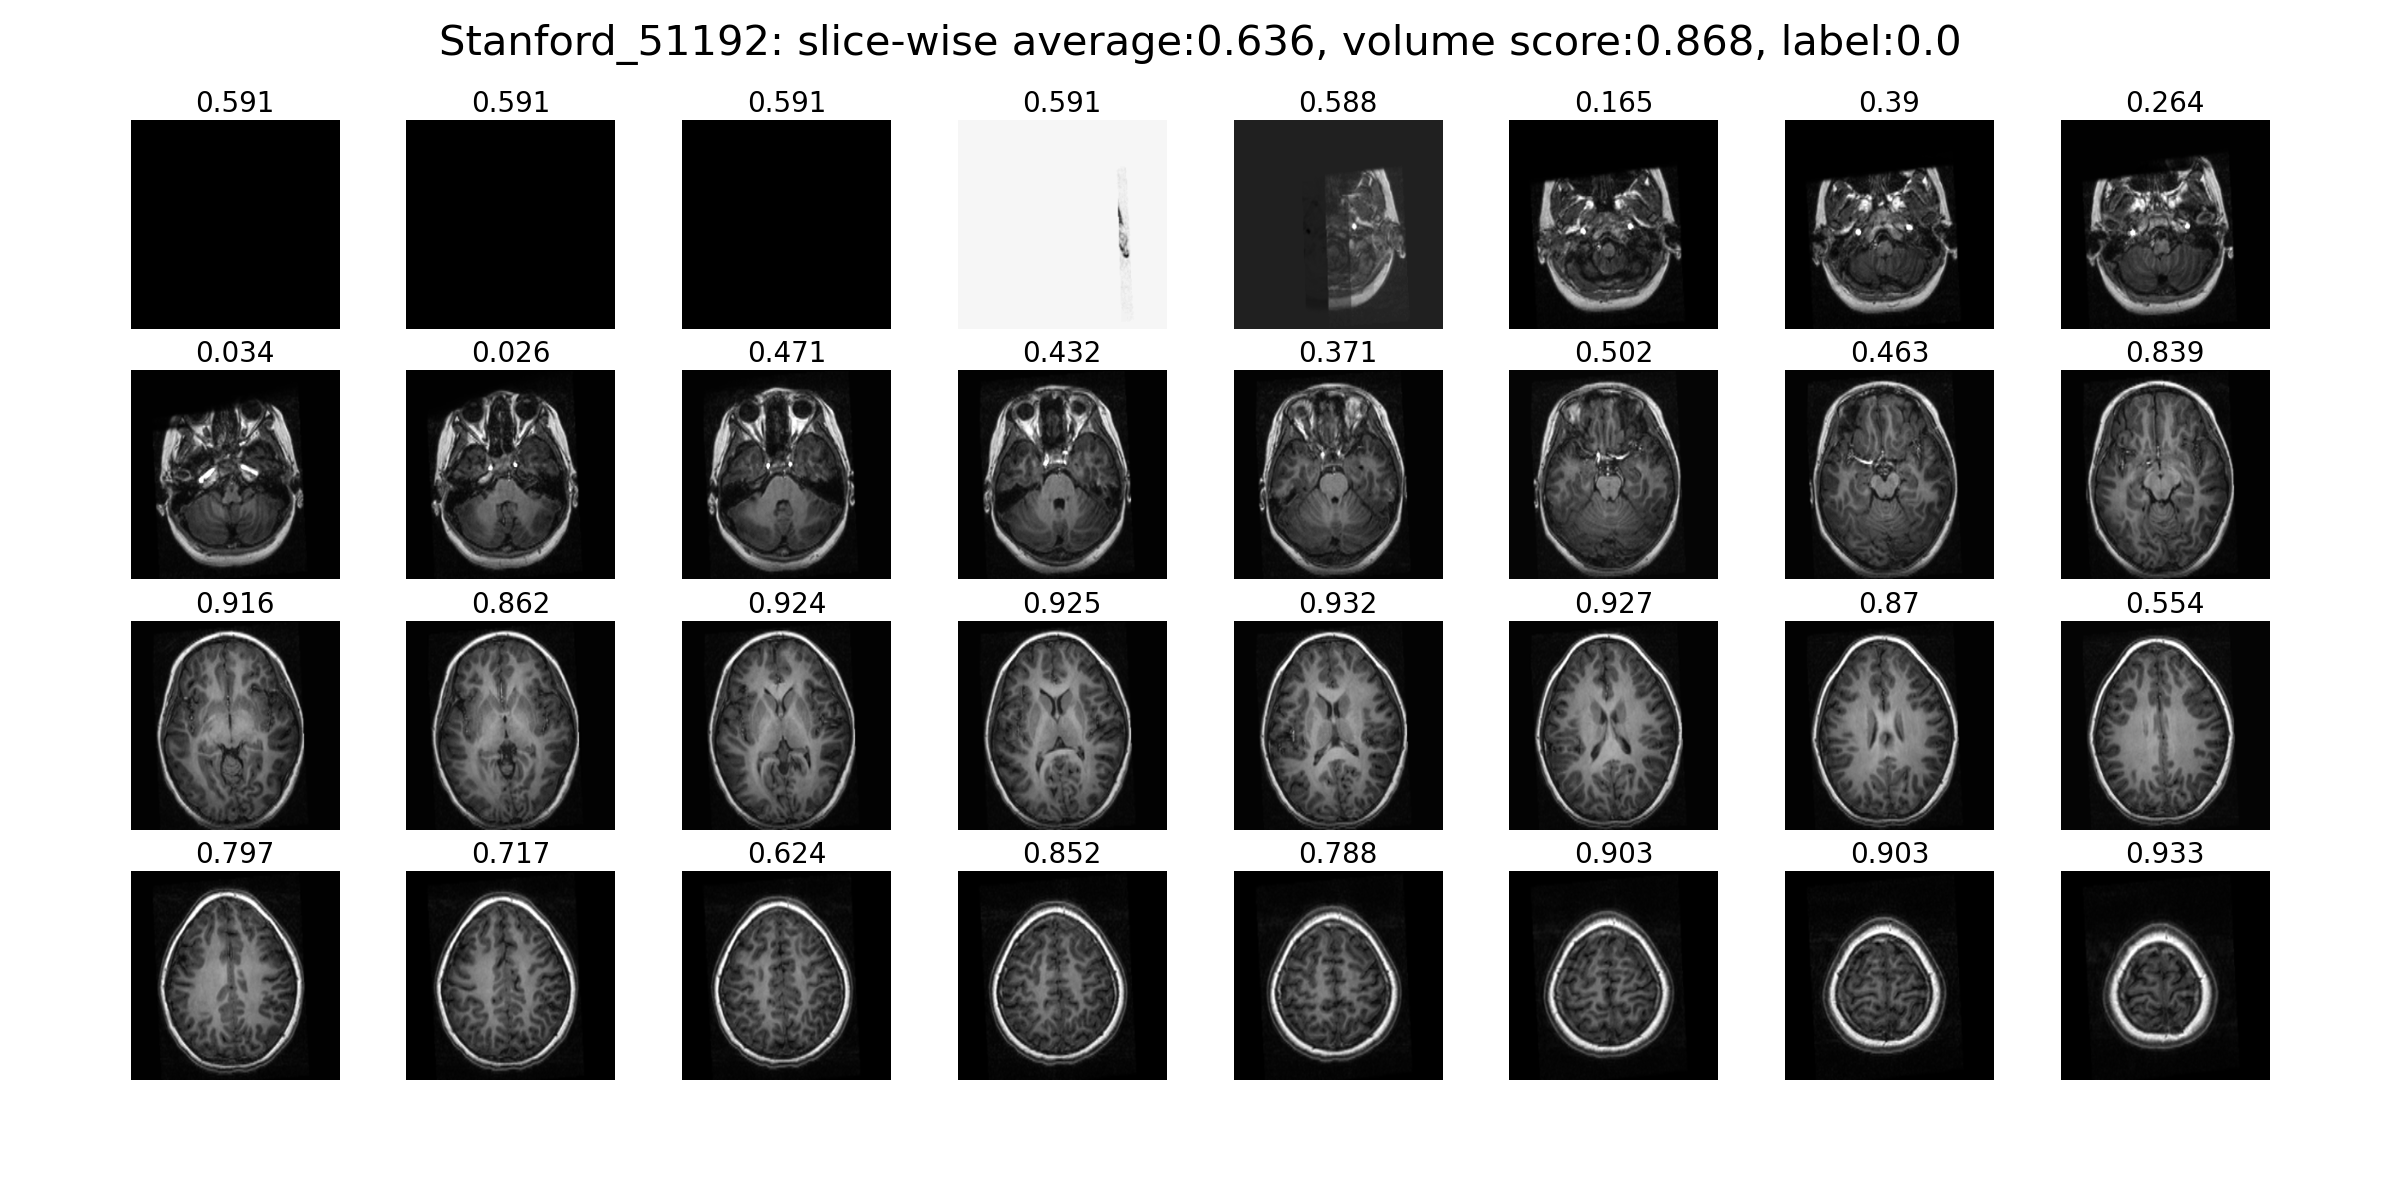 Stanford_51192: slice-wise average:0.636, volume score:0.868, label:0.0
0.591 0.591 0.591 0.591 0.588 0.165 0.39 0.264
0.034 0.026 0.471 0.432 0.371 0.502 0.463 0.839
0.916 0.862 0.924 0.925 0.932 0.927 0.87 0.554
0.797 0.717 0.624 0.852 0.788 0.903 0.903 0.933